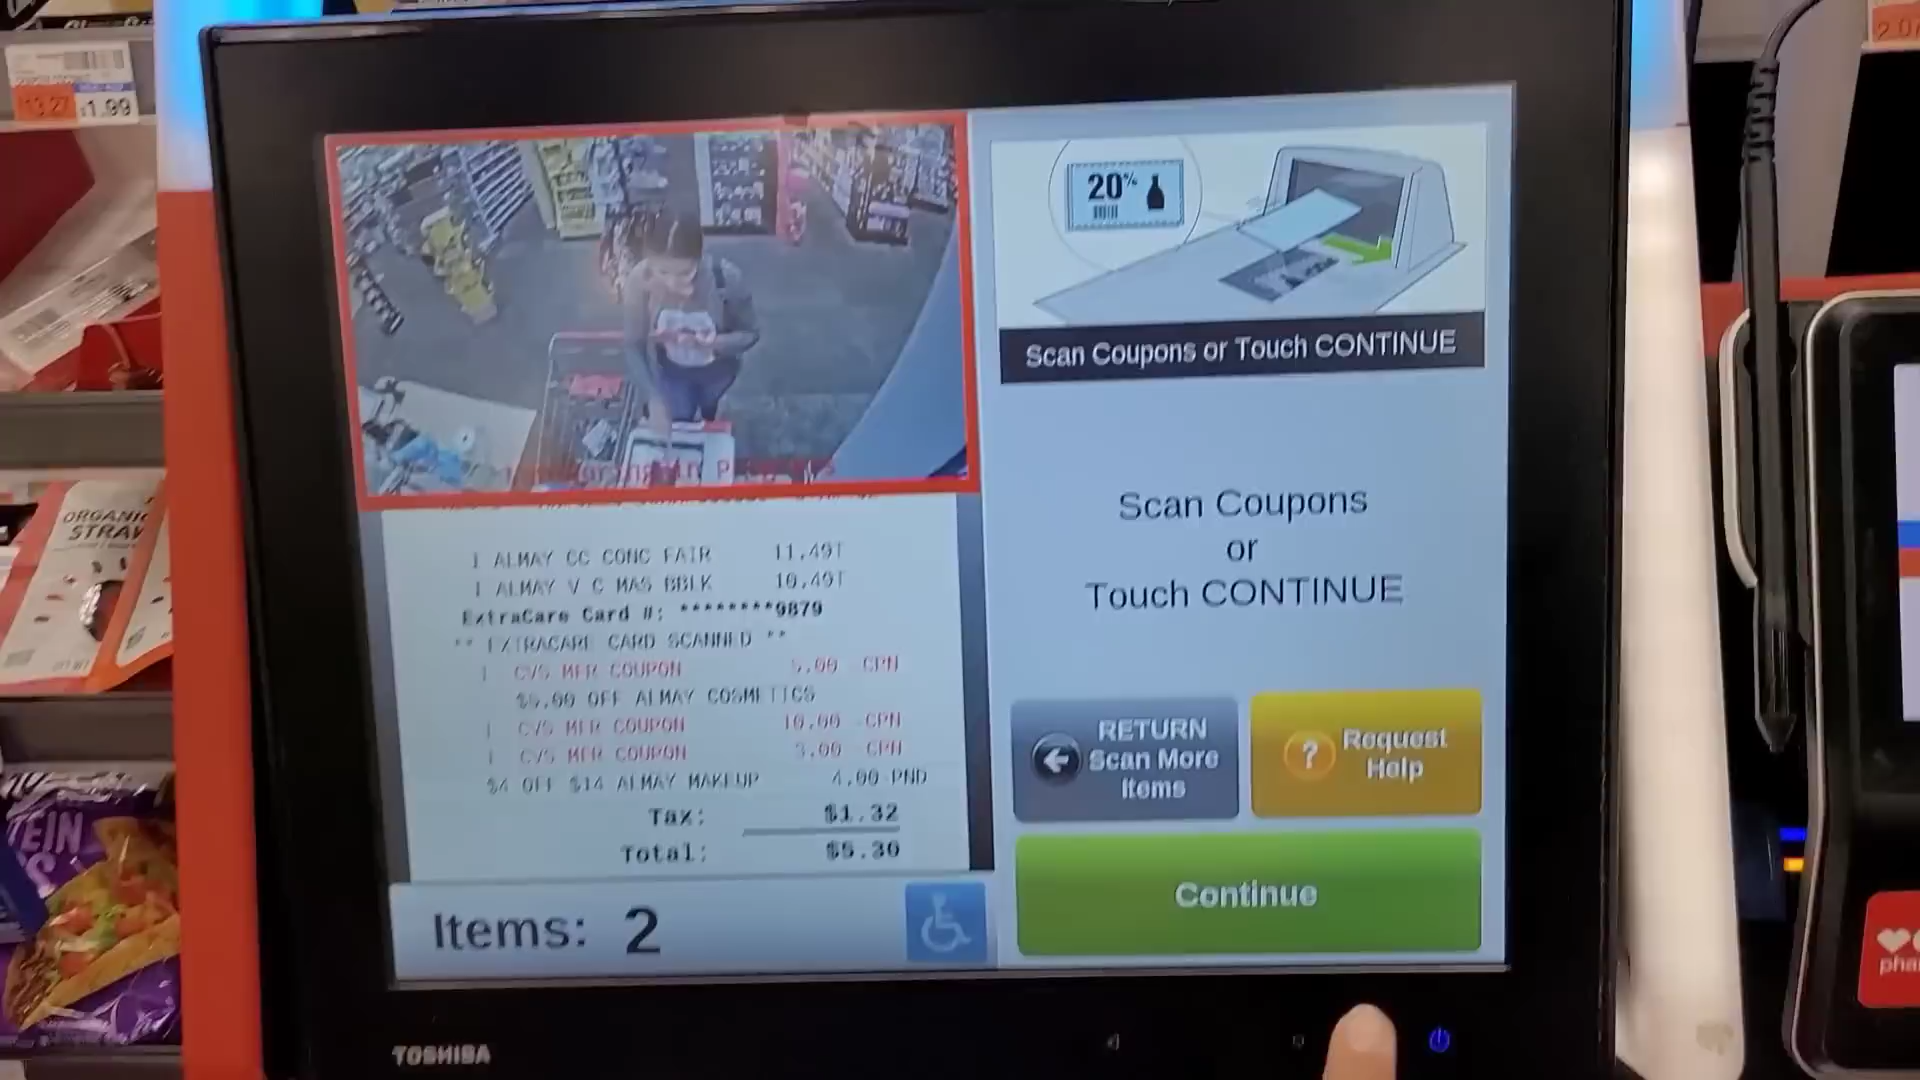 13.27
1.99
20%
Scan Coupons or Touch CONTINUE
Scan Coupons
or
Touch CONTINUE
1 ALMAY CC CONC FAIR 11.49T
1 ALMAY V C MAS BBLK 10.49T
ExtraCare Card #: ********9879
** EXTRACARE CARD SCANNED **
1 CVS MFR COUPON 5.00 CPN
$5.00 OFF ALMAY COSMETICS
1 CVS MFR COUPON 10.00 CPN
1 CVS MFR COUPON 3.00 CPN
$4 OFF $14 ALMAY MAKEUP 4.00 PND
Tax: $1.32
Total: $5.30
RETURN
Scan More
Items
Request
Help
Continue
Items: 2
TOSHIBA
ORGANIC